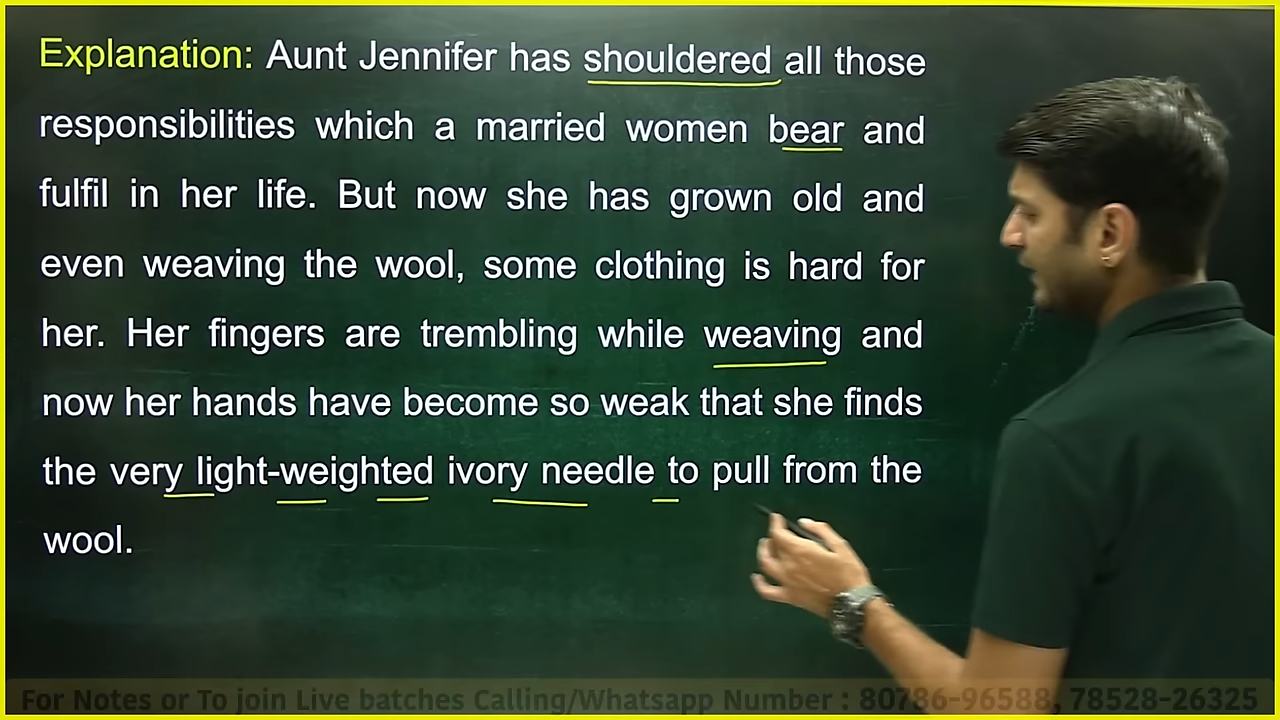 Explanation: Aunt Jennifer has shouldered all those
responsibilities which a married women bear and
fulfil in her life. But now she has grown old and
even weaving the wool, some clothing is hard for
her. Her fingers are trembling while weaving and
now her hands have become so weak that she finds
the very light-weighted ivory needle to pull from the
wool.
For Notes or To join Live batches Calling/Whatsapp Number : 80786-96588, 78528-26325